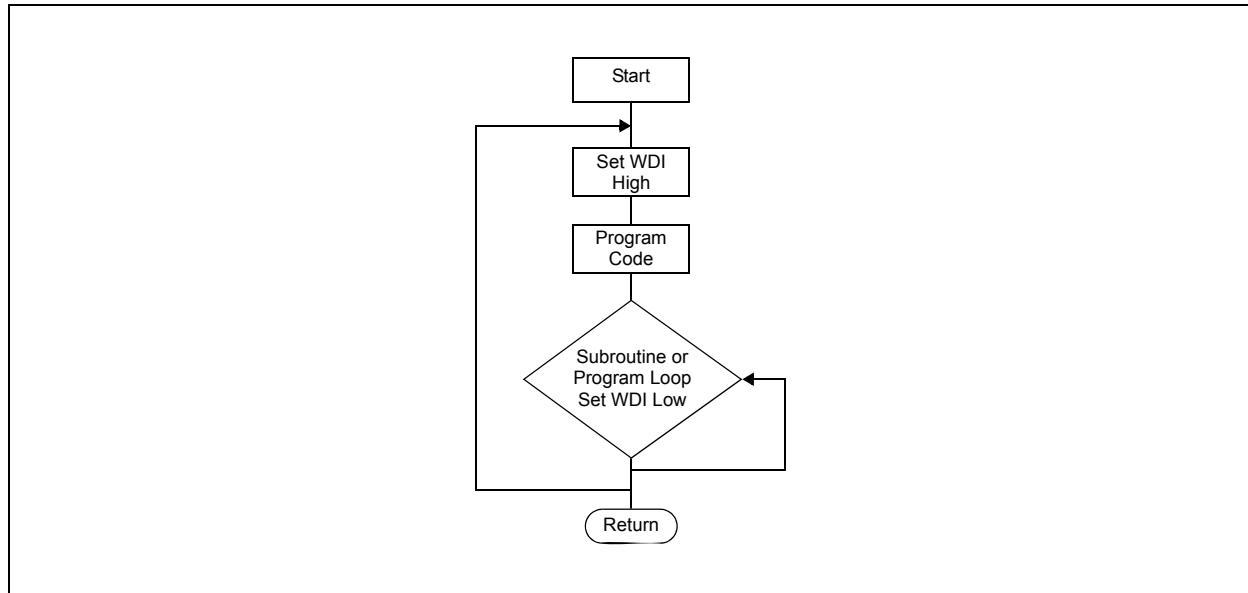 Start
Set WDI
High
Program
Code
Subroutine or
Program Loop
Set WDI Low
Return